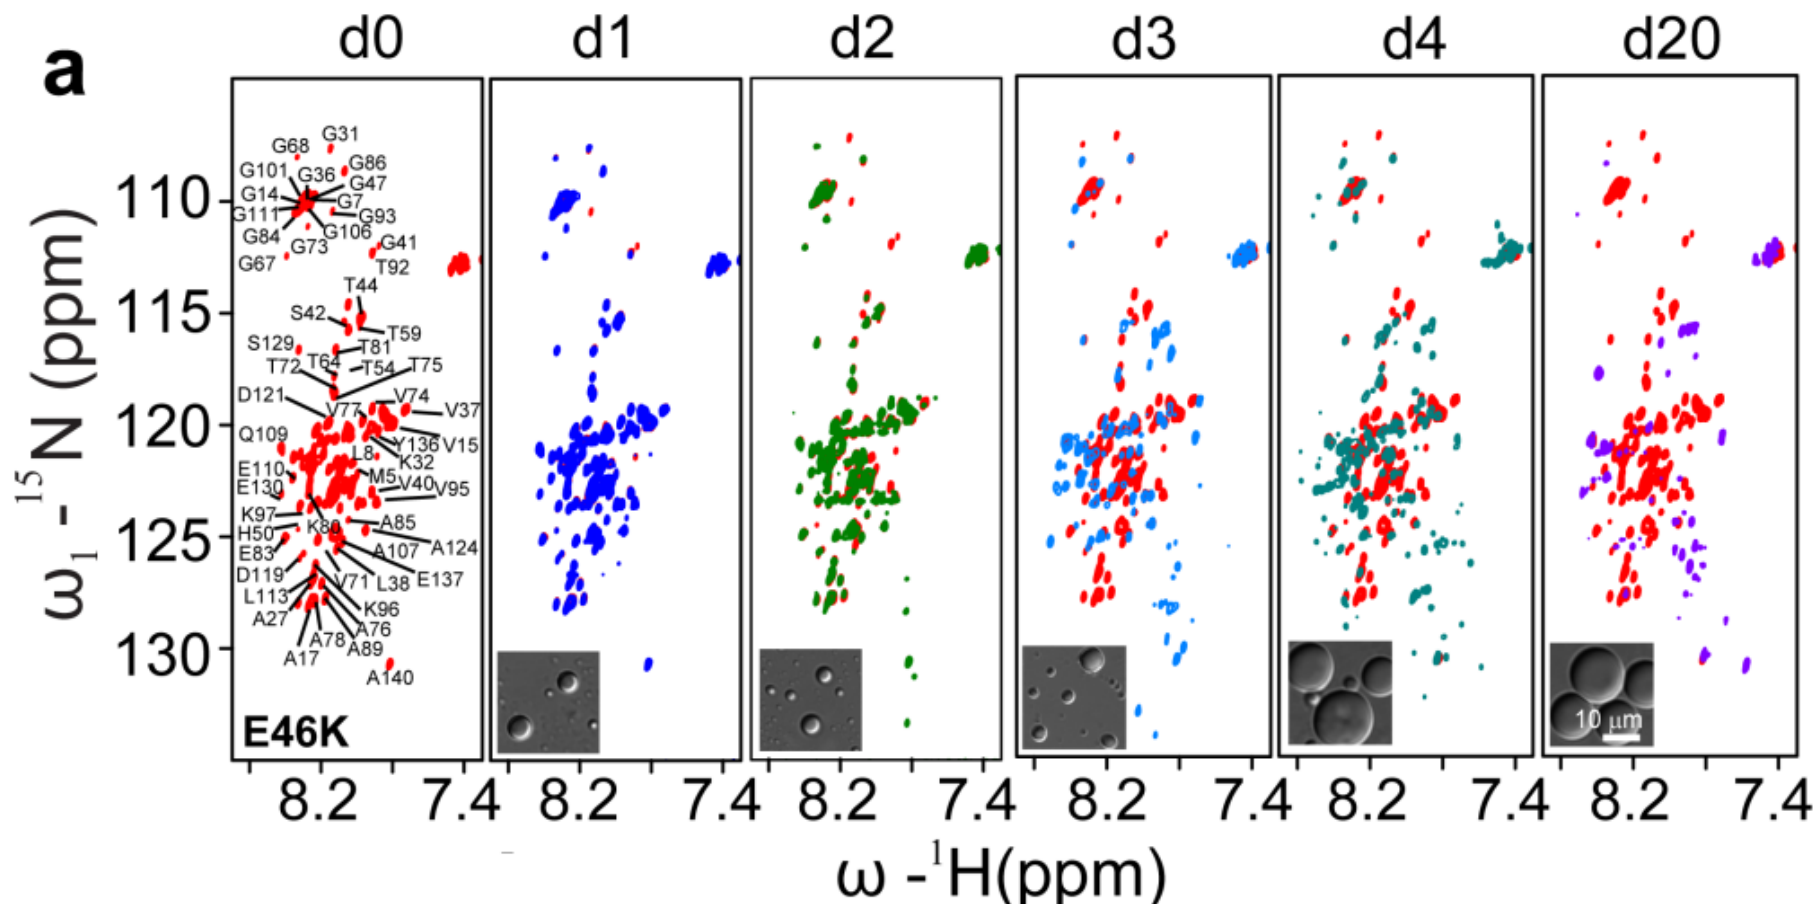 a
d0 d1 d2 d3 d4 d20
G31
G68
G86
G101
G36
G47
G14
G7
G111
G93
G84
G106
G73
G41
G67
T92
T44
S42
T59
S129
T81
T64
T72
T54
T75
D121
V74
V77
V37
Q109
Y136
V15
L8
K32
E110
M5
V40
E130
V95
K97
K80
A85
H50
A124
E83
A107
D119
V71
L38
E137
L113
K96
A27
A76
A78
A89
A17
A140
E46K
10 μm
110
115
120
125
130
ω1 - 15N (ppm)
8.2 7.4 8.2 7.4 8.2 7.4 8.2 7.4 8.2 7.4 8.2 7.4
ω -1H(ppm)